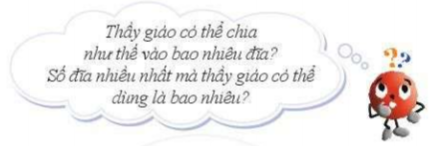 Thầy giáo có thể chia
như thế vào bao nhiêu đĩa?
Số đĩa nhiều nhất mà thầy giáo có thể
dùng là bao nhiêu?
??